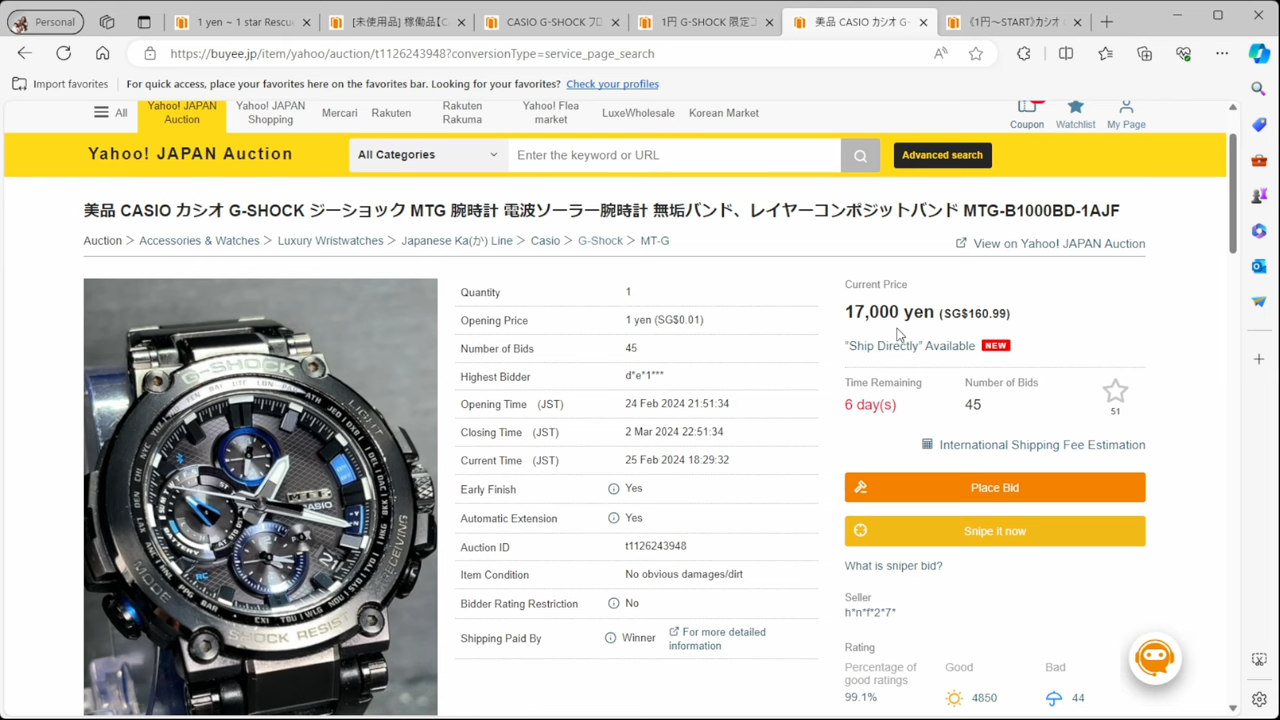 Personal
1 yen ~ 1 star Rescu
[未使用品] 稼働品【C
CASIO G-SHOCK フロ
1円 G-SHOCK 限定コ
美品 CASIO カシオ G-
《1円～START》カシオ
https://buyee.jp/item/yahoo/auction/t1126243948?conversionType=service_page_search
Import favorites
For quick access, place your favorites here on the favorites bar. Looking for your favorites? Check your profiles
All
Yahoo! JAPAN Auction
Yahoo! JAPAN Shopping
Mercari
Rakuten
Rakuten Rakuma
Yahoo! Flea market
LuxeWholesale
Korean Market
Coupon
Watchlist
My Page
Yahoo! JAPAN Auction
All Categories
Enter the keyword or URL
Advanced search
美品 CASIO カシオ G-SHOCK ジーショック MTG 腕時計 電波ソーラー腕時計 無垢バンド、レイヤーコンポジットバンド MTG-B1000BD-1AJF
Auction > Accessories & Watches > Luxury Wristwatches > Japanese Ka(か) Line > Casio > G-Shock > MT-G
View on Yahoo! JAPAN Auction
G-SHOCK
LIGHT
RECEIVING
SHOCK RESIST
MODE
BATTERY
CASIO
Quantity 1
Opening Price 1 yen (SG$0.01)
Number of Bids 45
Highest Bidder d*e*1***
Opening Time (JST) 24 Feb 2024 21:51:34
Closing Time (JST) 2 Mar 2024 22:51:34
Current Time (JST) 25 Feb 2024 18:29:32
Early Finish Yes
Automatic Extension Yes
Auction ID t1126243948
Item Condition No obvious damages/dirt
Bidder Rating Restriction No
Shipping Paid By Winner For more detailed information
Current Price
17,000 yen (SG$160.99)
"Ship Directly" Available NEW
Time Remaining
6 day(s)
Number of Bids
45
51
International Shipping Fee Estimation
Place Bid
Snipe it now
What is sniper bid?
Seller
h*n*f*2*7*
Rating
Percentage of good ratings
99.1%
Good
4850
Bad
44